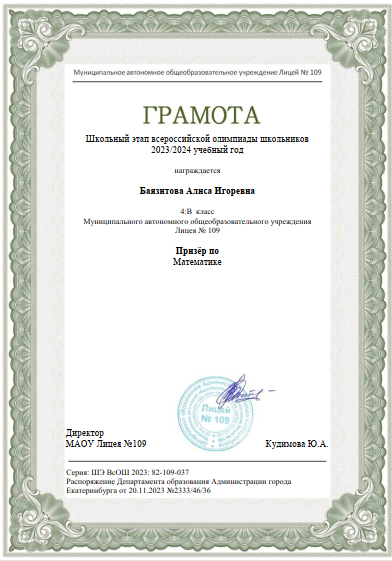 Муниципальное автономное общеобразовательное учреждение Лицей № 109
ГРАМОТА
Школьный этап всероссийской олимпиады школьников
2023/2024 учебный год
награждается
Баязитова Алиса Игоревна
4:В класс
Муниципального автономного общеобразовательного учреждения
Лицея № 109
Призёр по
Математике
Лицей
№ 109
Директор
МАОУ Лицея №109 Кудимова Ю.А.
Серия: ШЭ ВсОШ 2023: 82-109-037
Распоряжение Департамента образования Администрации города
Екатеринбурга от 20.11.2023 №2333/46/36